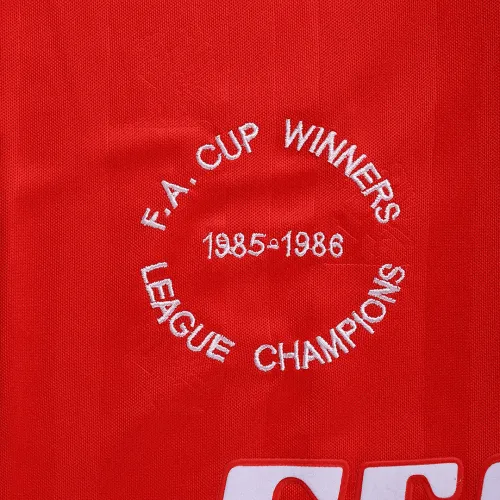 F.A. CUP WINNERS
1985-1986
LEAGUE CHAMPIONS